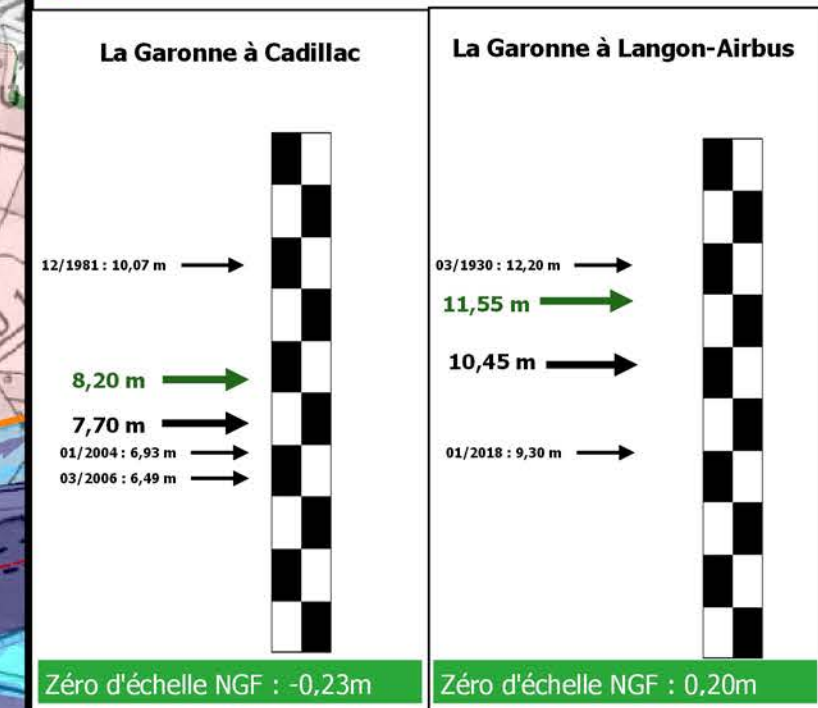 La Garonne à Cadillac
12/1981 : 10,07 m
8,20 m
7,70 m
01/2004 : 6,93 m
03/2006 : 6,49 m
Zéro d'échelle NGF : -0,23m
La Garonne à Langon-Airbus
03/1930 : 12,20 m
11,55 m
10,45 m
01/2018 : 9,30 m
Zéro d'échelle NGF : 0,20m